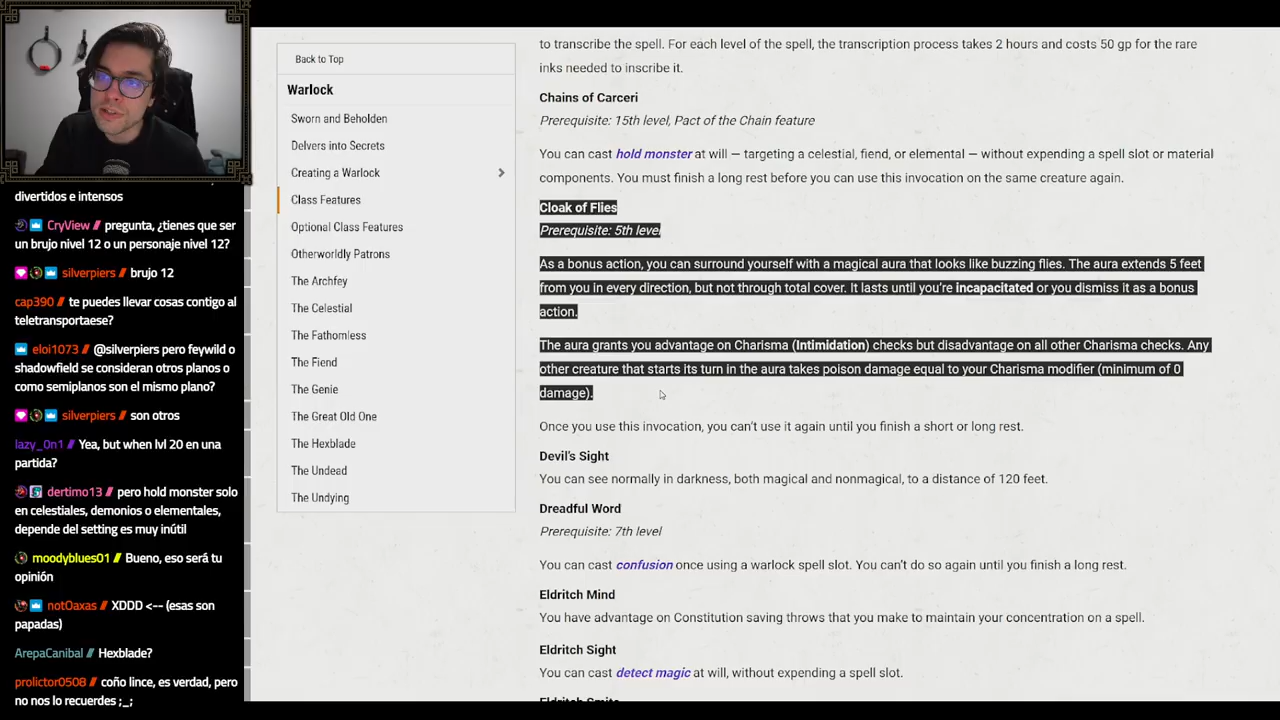 divertidos e intensos
CryView // pregunta, ¿tienes que ser
un brujo nivel 12 o un personaje nivel 12?
silverpiers // brujo 12
cap390 // te puedes llevar cosas contigo al
teletransportaese?
eloi1073 // @silverpiers pero feywild o
shadowfield se consideran otros planos o
como semiplanos son el mismo plano?
silverpiers // son otros
lazy_0n1 // Yea, but when lvl 20 en una
partida?
dertimo13 // pero hold monster solo
en celestiales, demonios o elementales,
depende del setting es muy inútil
moodyblues01 // Bueno, eso será tu
opinión
notOaxas // XDDD <-- (esas son
papadas)
ArepaCanibal // Hexblade?
prolictor0508 // coño lince, es verdad, pero
no nos lo recuerdes ;_;
Back to Top
Warlock
Sworn and Beholden
Delvers into Secrets
Creating a Warlock
Class Features
Optional Class Features
Otherworldly Patrons
The Archfey
The Celestial
The Fathomless
The Fiend
The Genie
The Great Old One
The Hexblade
The Undead
The Undying
to transcribe the spell. For each level of the spell, the transcription process takes 2 hours and costs 50 gp for the rare
inks needed to inscribe it.
Chains of Carceri
Prerequisite: 15th level, Pact of the Chain feature
You can cast hold monster at will — targeting a celestial, fiend, or elemental — without expending a spell slot or material
components. You must finish a long rest before you can use this invocation on the same creature again.
Cloak of Flies
Prerequisite: 5th level
As a bonus action, you can surround yourself with a magical aura that looks like buzzing flies. The aura extends 5 feet
from you in every direction, but not through total cover. It lasts until you’re incapacitated or you dismiss it as a bonus
action.
The aura grants you advantage on Charisma (Intimidation) checks but disadvantage on all other Charisma checks. Any
other creature that starts its turn in the aura takes poison damage equal to your Charisma modifier (minimum of 0
damage).
Once you use this invocation, you can’t use it again until you finish a short or long rest.
Devil’s Sight
You can see normally in darkness, both magical and nonmagical, to a distance of 120 feet.
Dreadful Word
Prerequisite: 7th level
You can cast confusion once using a warlock spell slot. You can’t do so again until you finish a long rest.
Eldritch Mind
You have advantage on Constitution saving throws that you make to maintain your concentration on a spell.
Eldritch Sight
You can cast detect magic at will, without expending a spell slot.
Eldritch Smite